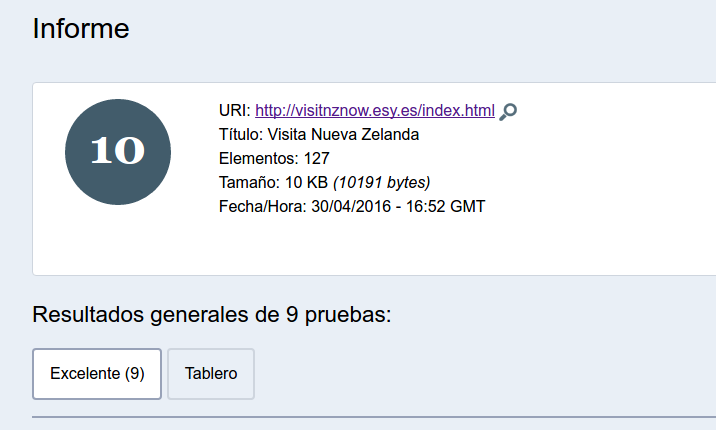 Informe
10
URI: http://visitnznow.esy.es/index.html
Título: Visita Nueva Zelanda
Elementos: 127
Tamaño: 10 KB (10191 bytes)
Fecha/Hora: 30/04/2016 - 16:52 GMT
Resultados generales de 9 pruebas:
Excelente (9) Tablero